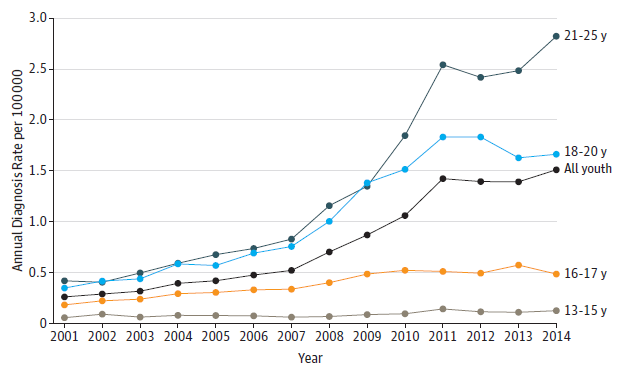 3.0
2.5
2.0
1.5
1.0
0.5
0
Annual Diagnosis Rate per 100 000
21-25 y
18-20 y
All youth
16-17 y
13-15 y
2001 2002 2003 2004 2005 2006 2007 2008 2009 2010 2011 2012 2013 2014
Year